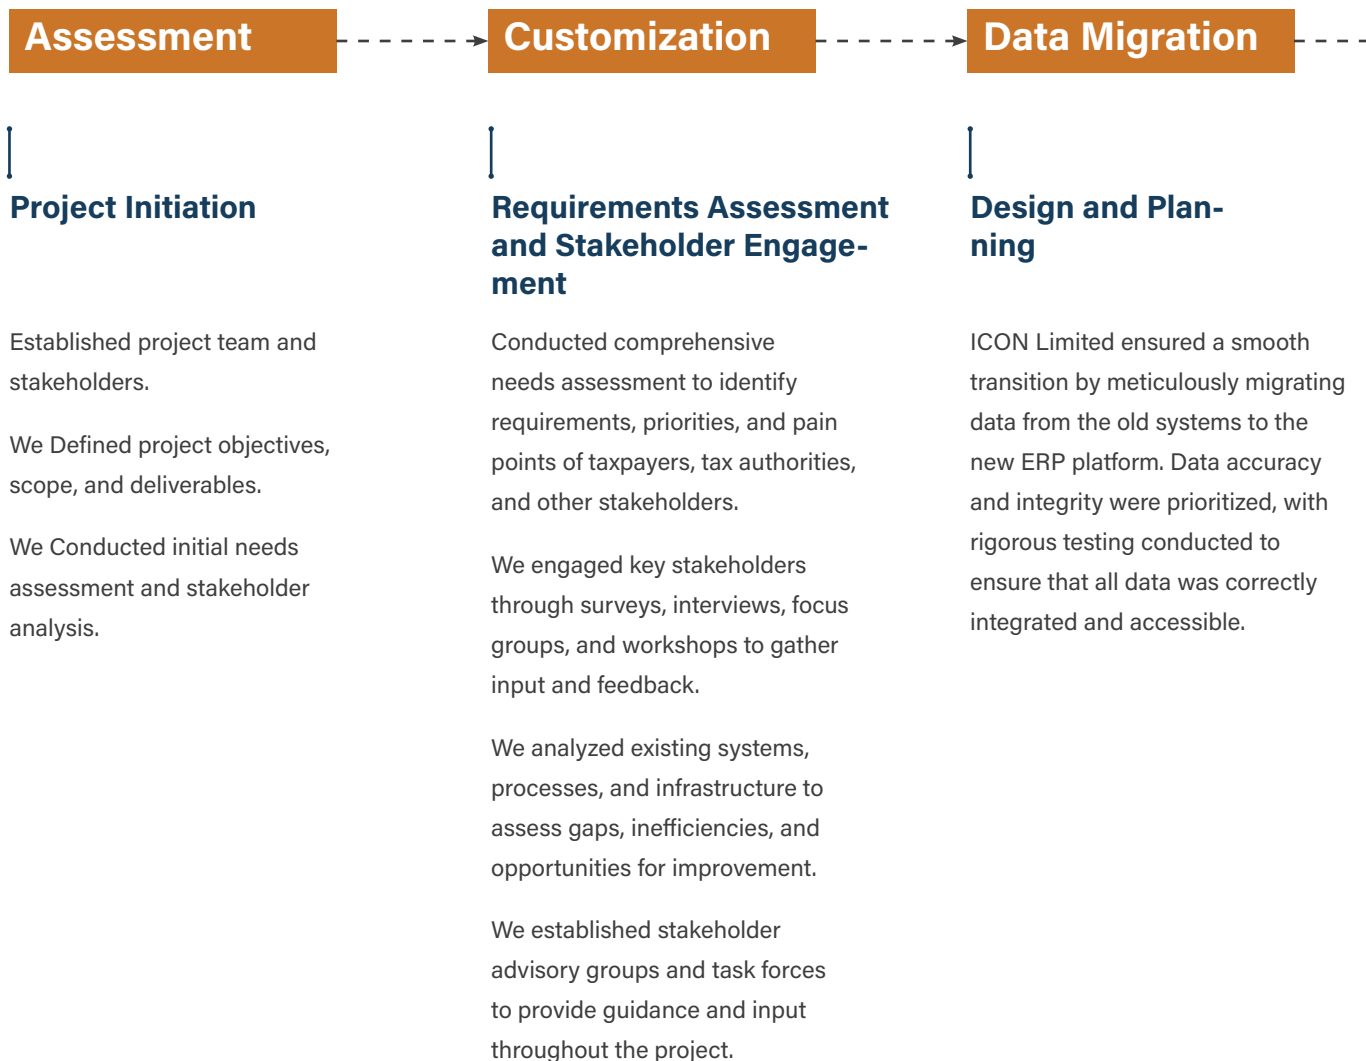 Assessment
Customization
Data Migration
Project Initiation
Established project team and
stakeholders.
We Defined project objectives,
scope, and deliverables.
We Conducted initial needs
assessment and stakeholder
analysis.
Requirements Assessment
and Stakeholder Engage-
ment
Conducted comprehensive
needs assessment to identify
requirements, priorities, and pain
points of taxpayers, tax authorities,
and other stakeholders.
We engaged key stakeholders
through surveys, interviews, focus
groups, and workshops to gather
input and feedback.
We analyzed existing systems,
processes, and infrastructure to
assess gaps, inefficiencies, and
opportunities for improvement.
We established stakeholder
advisory groups and task forces
to provide guidance and input
throughout the project.
Design and Plan-
ning
ICON Limited ensured a smooth
transition by meticulously migrating
data from the old systems to the
new ERP platform. Data accuracy
and integrity were prioritized, with
rigorous testing conducted to
ensure that all data was correctly
integrated and accessible.